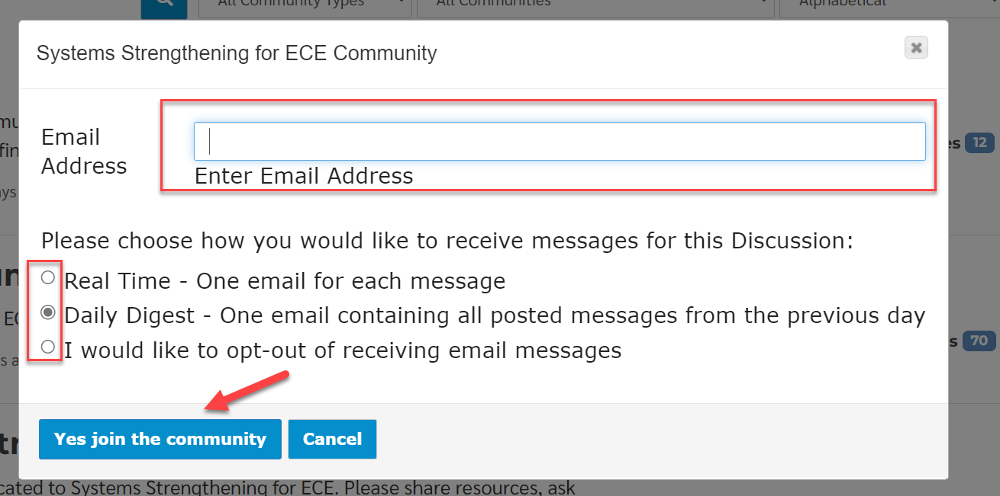 All Community Types
All Communities
Alphabetical
Systems Strengthening for ECE Community
Email
Address
Enter Email Address
12
Please choose how you would like to receive messages for this Discussion:
Real Time - One email for each message
Daily Digest - One email containing all posted messages from the previous day
I would like to opt-out of receiving email messages
70
Yes join the community
Cancel
to Systems Strengthening for ECE. Please share resources, ask